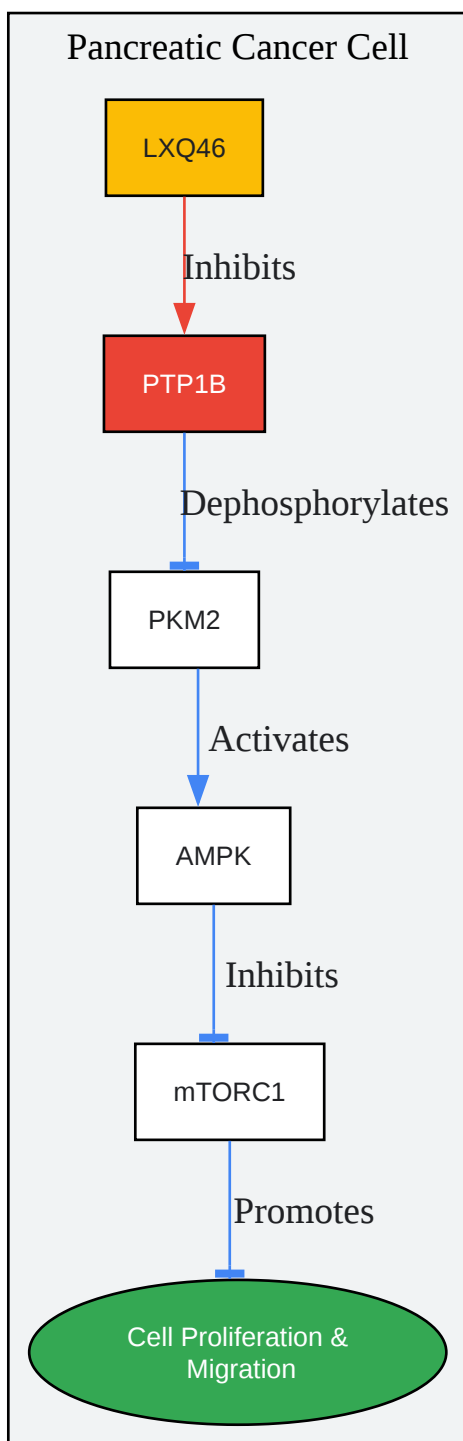 Pancreatic Cancer Cell
LXQ46
Inhibits
PTP1B
Dephosphorylates
PKM2
Activates
AMPK
Inhibits
mTORC1
Promotes
Cell Proliferation &
Migration